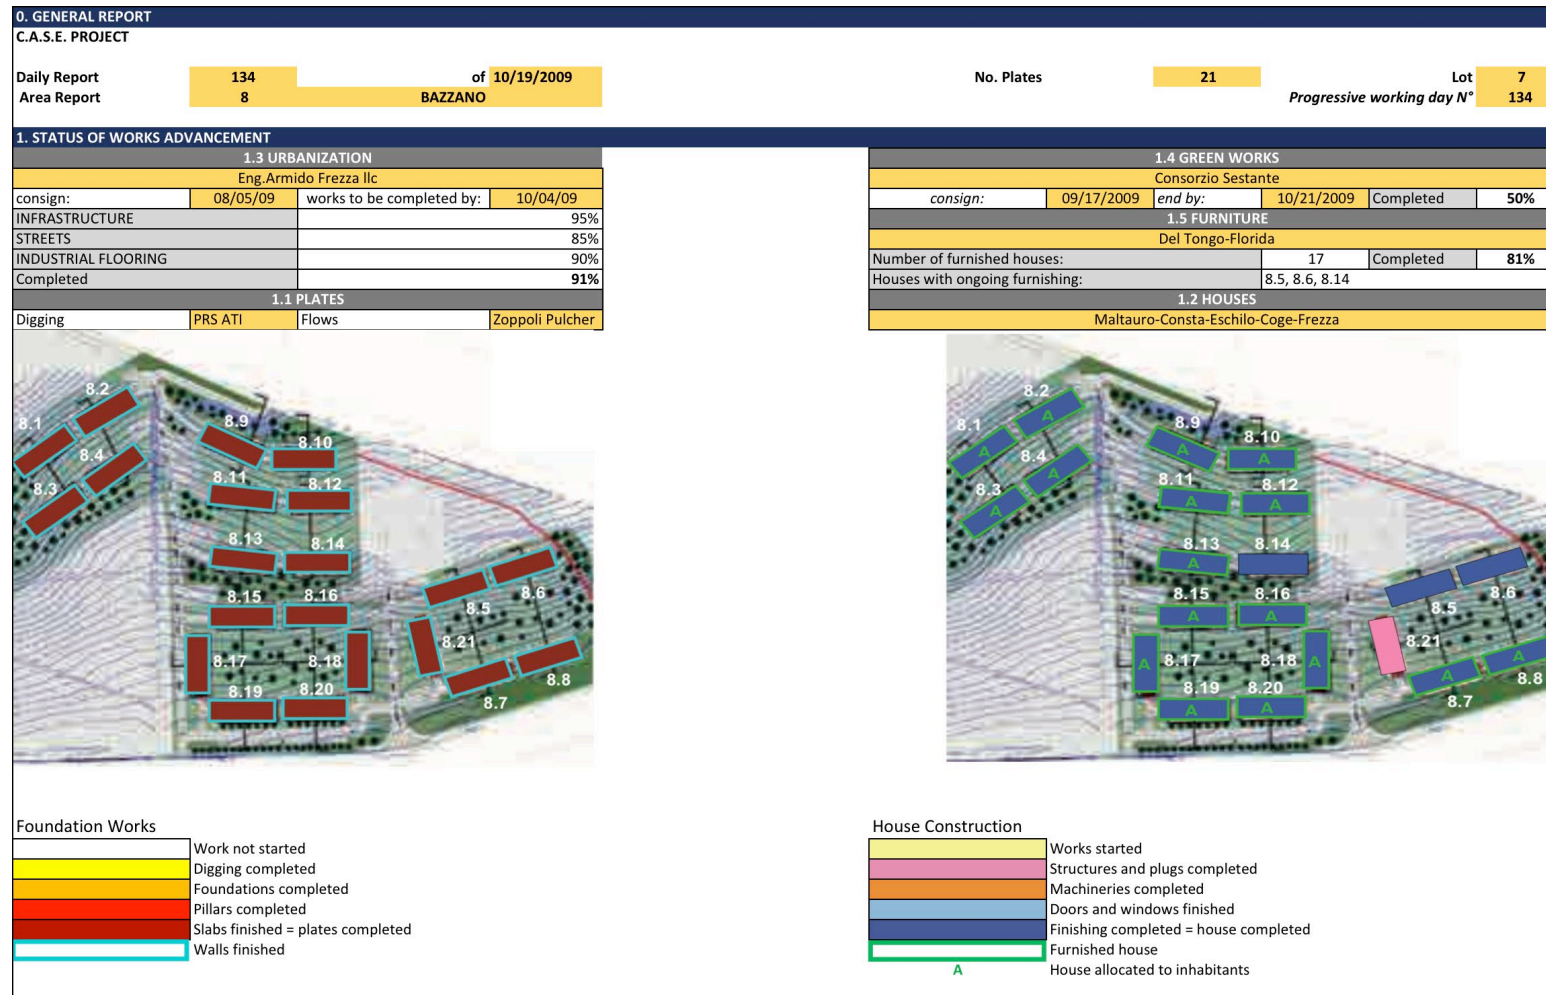 0. GENERAL REPORT
C.A.S.E. PROJECT
Daily Report 134 of 10/19/2009 No. Plates 21 Lot 7
Area Report 8 BAZZANO Progressive working day N° 134
1. STATUS OF WORKS ADVANCEMENT
1.3 URBANIZATION
Eng.Armido Frezza llc
consign: 08/05/09 works to be completed by: 10/04/09
INFRASTRUCTURE 95%
STREETS 85%
INDUSTRIAL FLOORING 90%
Completed 91%
1.1 PLATES
Digging PRS ATI Flows Zoppoli Pulcher
1.4 GREEN WORKS
Consorzio Sestante
consign: 09/17/2009 end by: 10/21/2009 Completed 50%
1.5 FURNITURE
Del Tongo-Florida
Number of furnished houses: 17 Completed 81%
Houses with ongoing furnishing: 8.5, 8.6, 8.14
1.2 HOUSES
Maltauro-Consta-Eschilo-Coge-Frezza
8.2
8.1
8.9
8.10
8.4
8.3
8.11
8.12
8.13
8.14
8.15
8.16
8.5
8.6
8.21
8.17
8.18
8.19
8.20
8.7
8.8
8.2
A
8.1
A
8.9
A
8.10
A
8.4
A
8.3
A
8.11
A
8.12
A
8.13
A
8.14
8.15
A
8.16
A
8.5
8.6
8.21
A 8.17
8.18 A
8.19
A
8.20
A
A
8.7
A
8.8
Foundation Works
Work not started
Digging completed
Foundations completed
Pillars completed
Slabs finished = plates completed
Walls finished
House Construction
Works started
Structures and plugs completed
Machineries completed
Doors and windows finished
Finishing completed = house completed
Furnished house
A House allocated to inhabitants